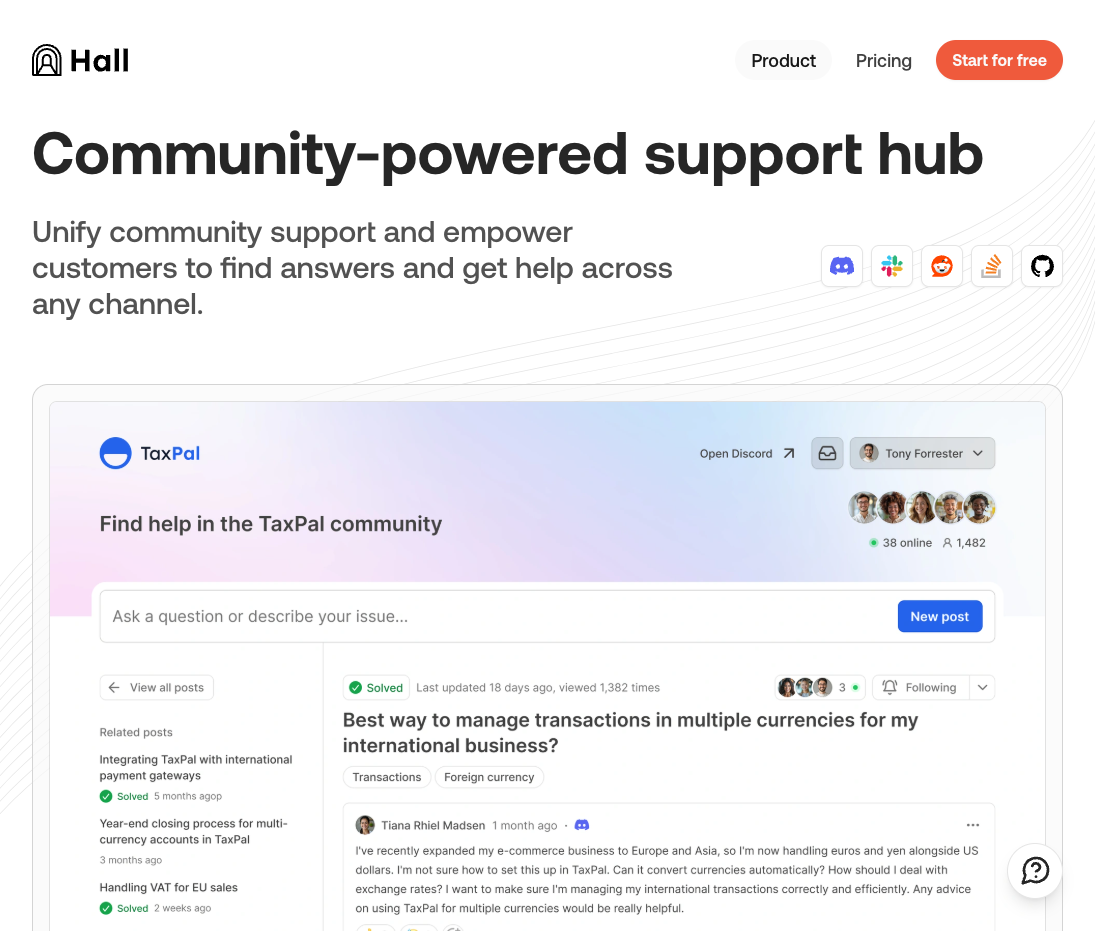 Hall
Product
Pricing
Start for free
Community-powered support hub
Unify community support and empower
customers to find answers and get help across
any channel.
TaxPal
Open Discord
Tony Forrester
Find help in the TaxPal community
38 online
1,482
Ask a question or describe your issue...
New post
View all posts
Related posts
Integrating TaxPal with international
payment gateways
Solved 5 months agop
Year-end closing process for multi-
currency accounts in TaxPal
3 months ago
Handling VAT for EU sales
Solved 2 weeks ago
Solved Last updated 18 days ago, viewed 1,382 times
3
Following
Best way to manage transactions in multiple currencies for my
international business?
Transactions
Foreign currency
Tiana Rhiel Madsen 1 month ago ·
I've recently expanded my e-commerce business to Europe and Asia, so I'm now handling euros and yen alongside US
dollars. I'm not sure how to set this up in TaxPal. Can it convert currencies automatically? How should I deal with
exchange rates? I want to make sure I'm managing my international transactions correctly and efficiently. Any advice
on using TaxPal for multiple currencies would be really helpful.